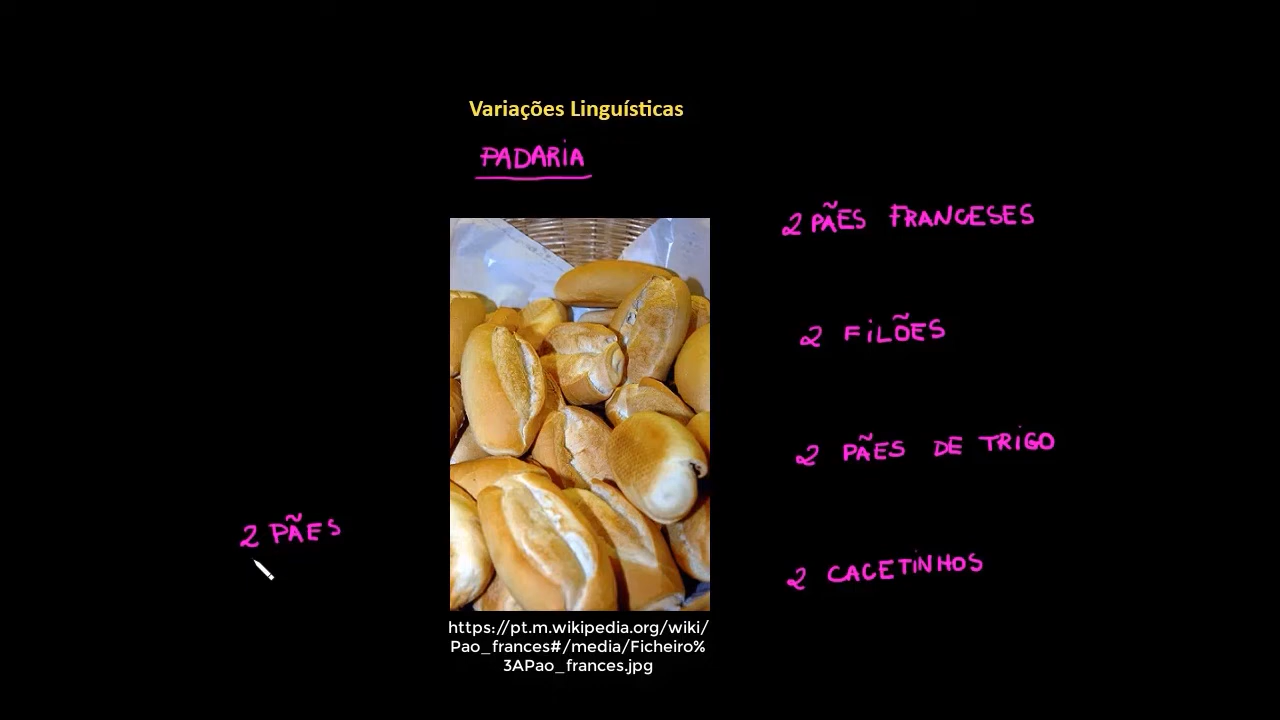 Variações Linguísticas
PADARIA
2 PÃES FRANCESES
2 FILÕES
2 PÃES DE TRIGO
2 PÃES
2 CACETINHOS
https://pt.m.wikipedia.org/wiki/
Pao_frances#/media/Ficheiro%
3APao_frances.jpg